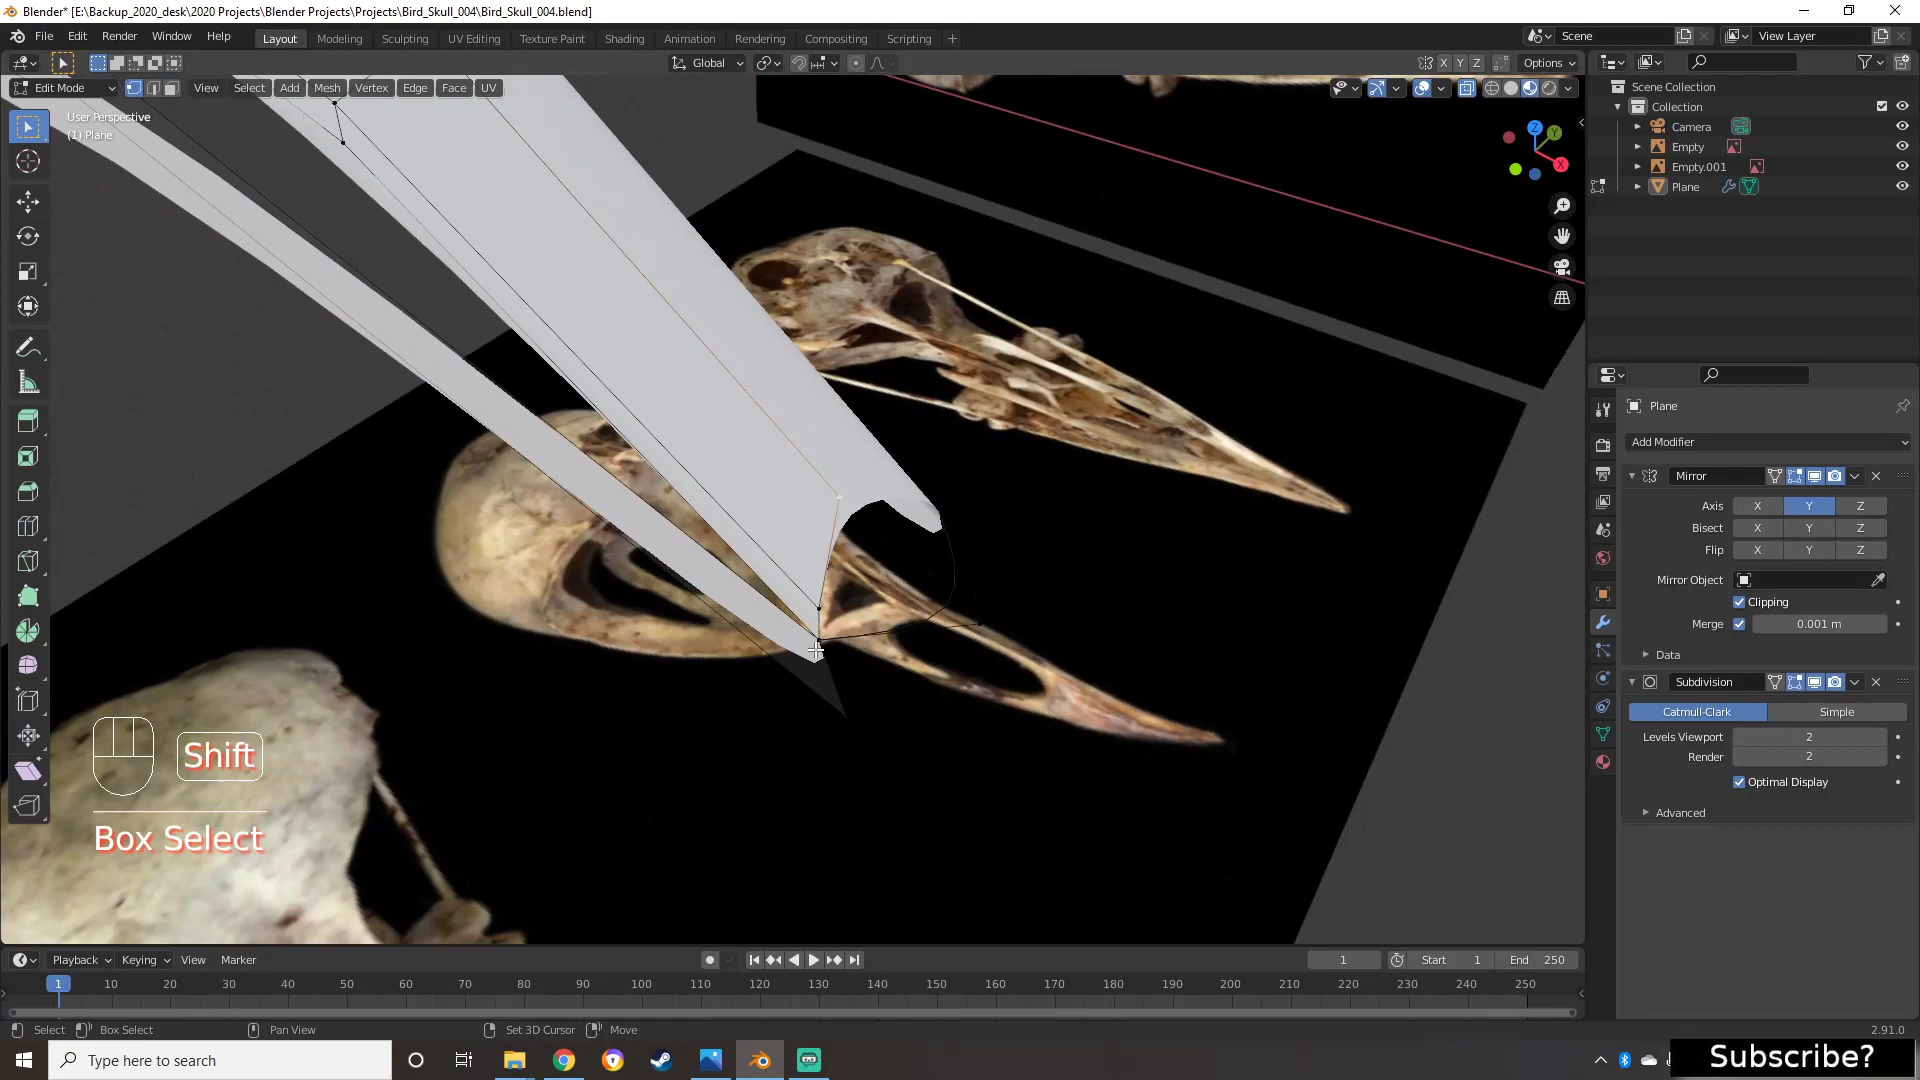 Blender* [E:\Backup_2020_desk\2020 Projects\Blender Projects\Projects\Bird_Skull_004\Bird_Skull_004.blend]
File Edit Render Window Help Layout Modeling Sculpting UV Editing Texture Paint Shading Animation Rendering Compositing Scripting Scene View Layer
Global X Y Z Options
Edit Mode View Select Add Mesh Vertex Edge Face UV
User Perspective
(1) Plane
Z Y X
Scene Collection
Collection
Camera
Empty
Empty.001
Plane
Plane
Add Modifier
Mirror
Axis X Y Z
Bisect X Y Z
Flip X Y Z
Mirror Object
Clipping
Merge 0.001 m
Data
Subdivision
Catmull-Clark Simple
Levels Viewport 2
Render 2
Optimal Display
Advanced
Shift
Box Select
Playback Keying View Marker 1 Start 1 End 250
1 10 20 30 40 50 60 70 80 90 100 110 120 130 140 150 160 170 180 190 200 210 220 230 240 250
Select Box Select Pan View Set 3D Cursor Move 2.91.0
Type here to search
Subscribe?